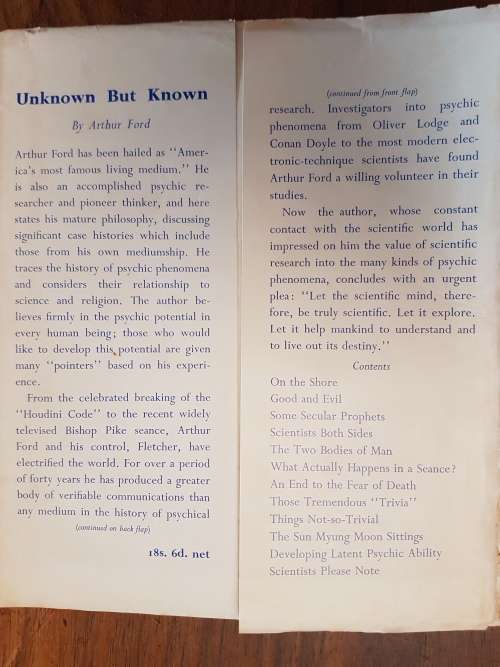 Unknown But Known
By Arthur Ford
Arthur Ford has been hailed as "Amer-
ica's most famous living medium." He
is also an accomplished psychic re-
searcher and pioneer thinker, and here
states his mature philosophy, discussing
significant case histories which include
those from his own mediumship. He
traces the history of psychic phenomena
and considers their relationship to
science and religion. The author be-
lieves firmly in the psychic potential in
every human being; those who would
like to develop this potential are given
many "pointers" based on his experi-
ence.
From the celebrated breaking of the
"Houdini Code" to the recent widely
televised Bishop Pike seance, Arthur
Ford and his control, Fletcher, have
electrified the world. For over a period
of forty years he has produced a greater
body of verifiable communications than
any medium in the history of psychical
(continued on back flap)
18s. 6d. net
(continued from front flap)
research. Investigators into psychic
phenomena from Oliver Lodge and
Conan Doyle to the most modern elec-
tronic-technique scientists have found
Arthur Ford a willing volunteer in their
studies.
Now the author, whose constant
contact with the scientific world has
impressed on him the value of scientific
research into the many kinds of psychic
phenomena, concludes with an urgent
plea: "Let the scientific mind, there-
fore, be truly scientific. Let it explore.
Let it help mankind to understand and
to live out its destiny."
Contents
On the Shore
Good and Evil
Some Secular Prophets
Scientists Both Sides
The Two Bodies of Man
What Actually Happens in a Seance?
An End to the Fear of Death
Those Tremendous "Trivia"
Things Not-so-Trivial
The Sun Myung Moon Sittings
Developing Latent Psychic Ability
Scientists Please Note